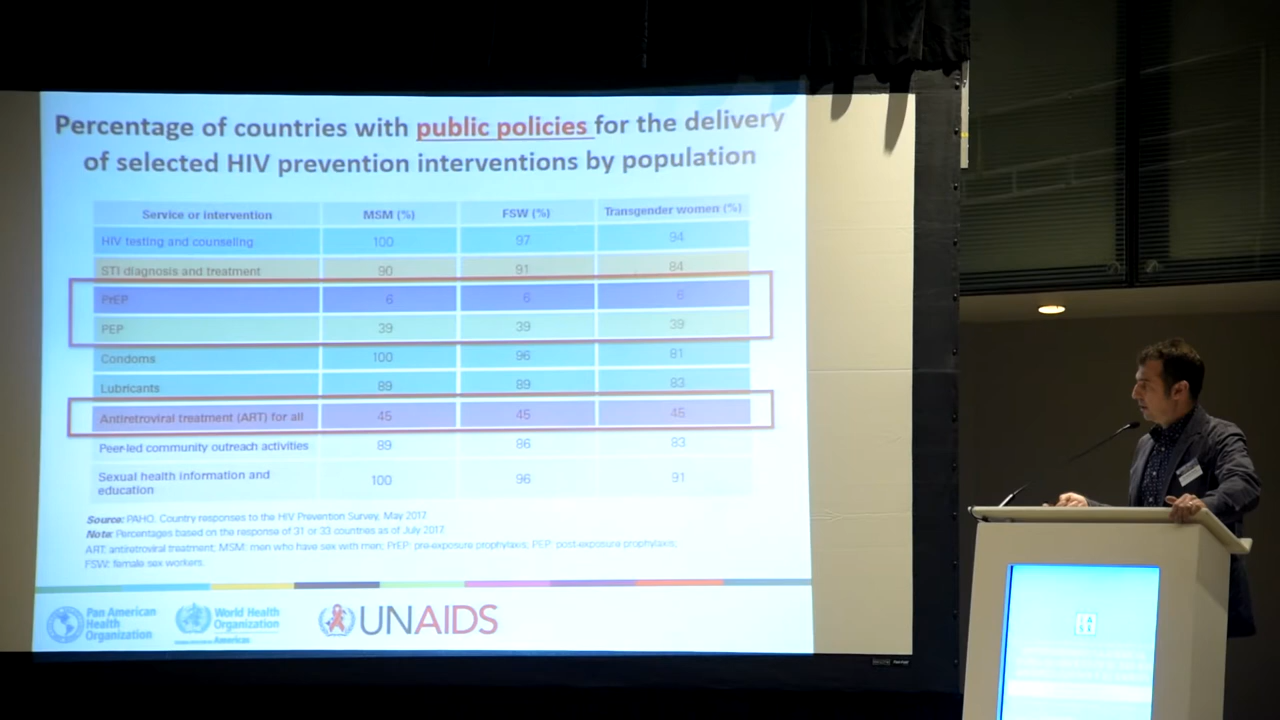 Percentage of countries with public policies for the delivery
of selected HIV prevention interventions by population
Service or intervention MSM (%) FSW (%) Transgender women (%)
HIV testing and counseling 100 97 94
STI diagnosis and treatment 90 91 84
PrEP 6 6 6
PEP 39 39 39
Condoms 100 96 81
Lubricants 89 89 83
Antiretroviral treatment (ART) for all 45 45 45
Peer-led community outreach activities 89 86 83
Sexual health information and
education 100 96 91
Source: PAHO. Country responses to the HIV Prevention Survey, May 2017.
Note: Percentages based on the response of 31 or 33 countries as of July 2017.
ART: antiretroviral treatment; MSM: men who have sex with men; PrEP: pre-exposure prophylaxis; PEP: post-exposure prophylaxis;
FSW: female sex workers.
Pan American
Health
Organization
World Health
Organization
Americas
UNAIDS